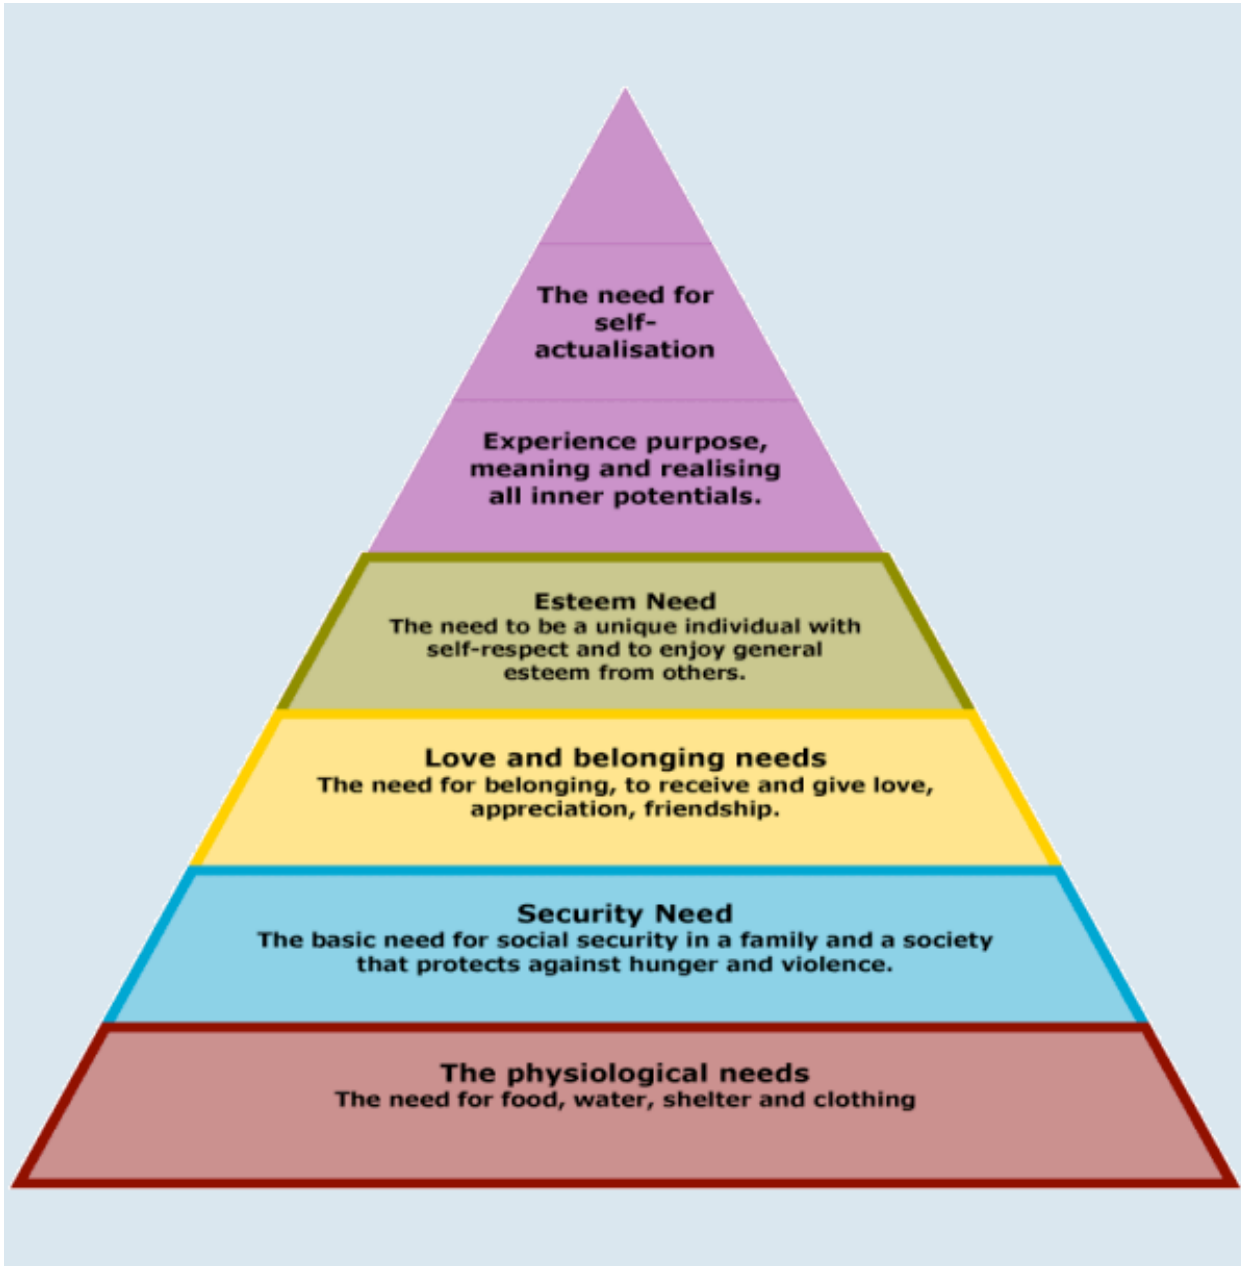 The need for
self-
actualisation
Experience purpose,
meaning and realising
all inner potentials.
Esteem Need
The need to be a unique individual with
self-respect and to enjoy general
esteem from others.
Love and belonging needs
The need for belonging, to receive and give love,
appreciation, friendship.
Security Need
The basic need for social security in a family and a society
that protects against hunger and violence.
The physiological needs
The need for food, water, shelter and clothing